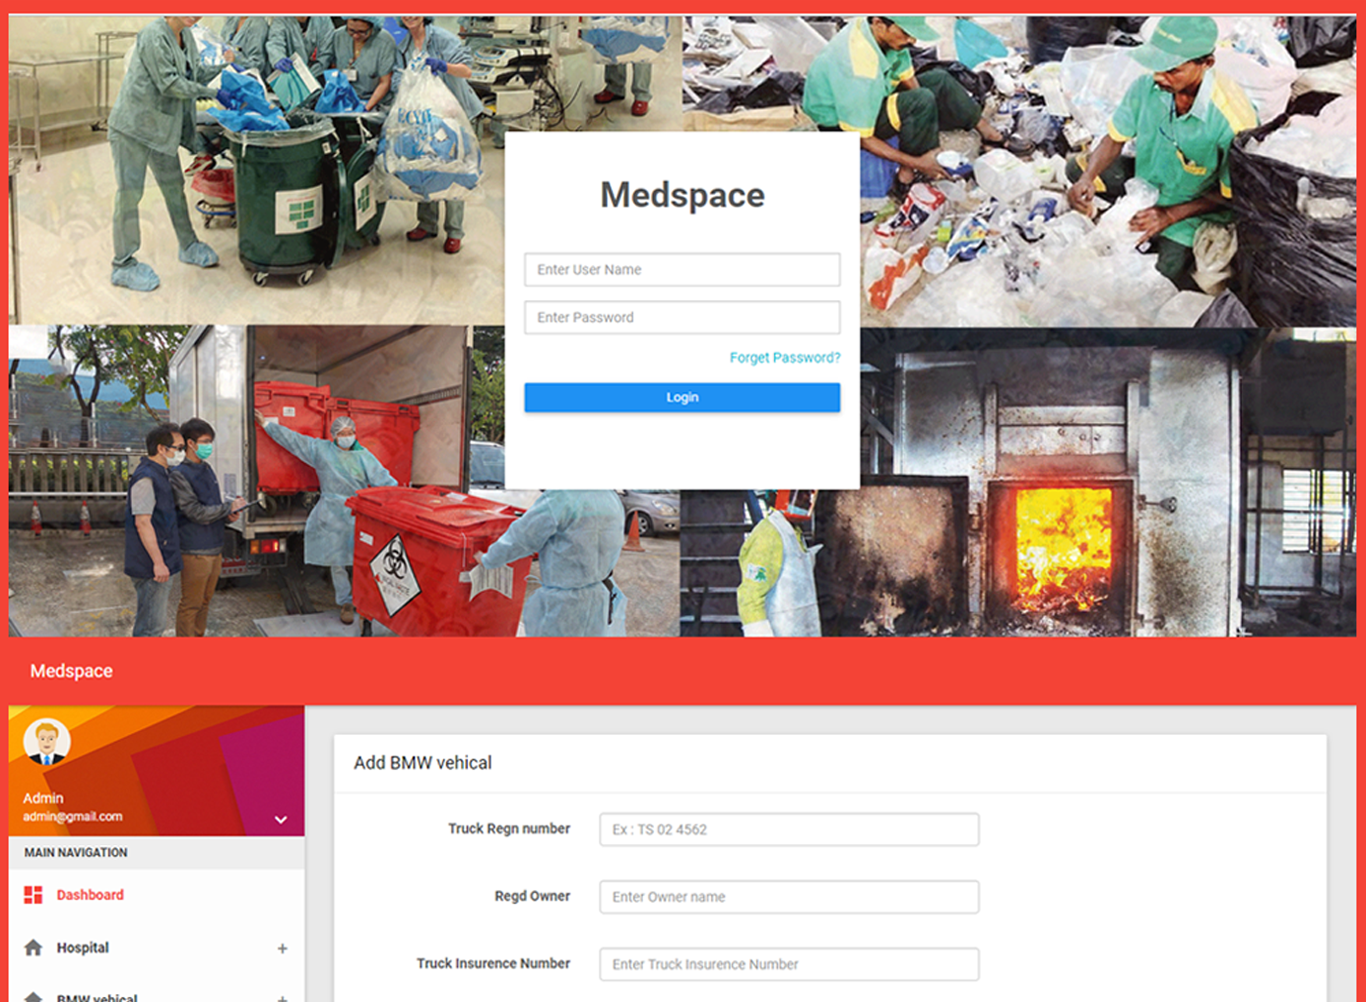 Medspace
Enter User Name
Enter Password
Forget Password?
Login
Medspace
Admin
admin@gmail.com
MAIN NAVIGATION
Dashboard
Hospital
BMW vehical
Add BMW vehical
Truck Regn number
Ex : TS 02 4562
Regd Owner
Enter Owner name
Truck Insurence Number
Enter Truck Insurence Number